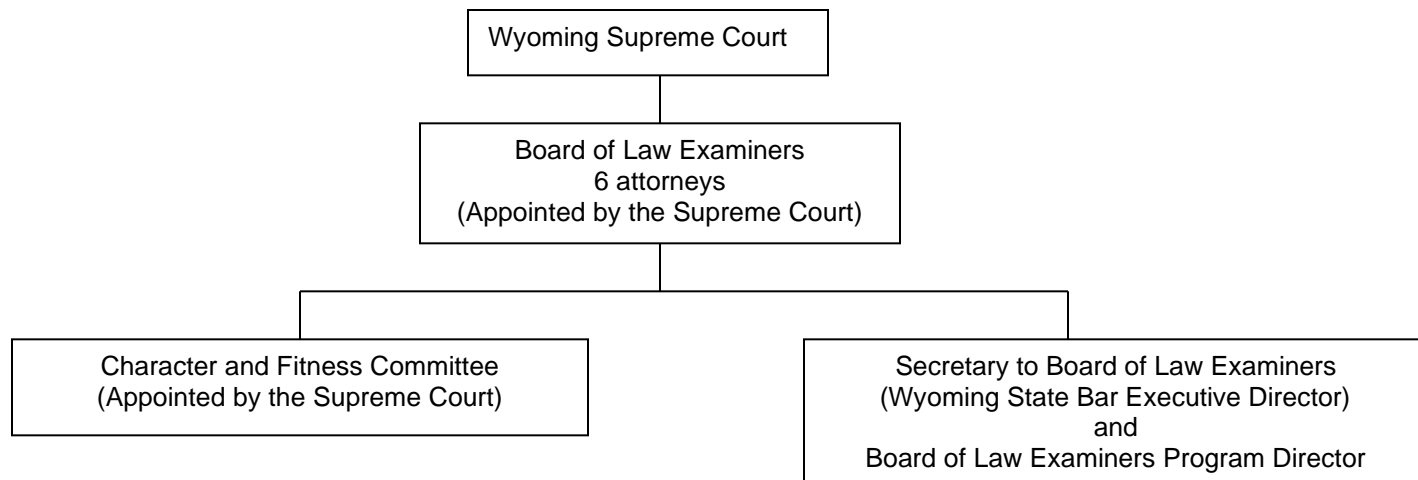 Wyoming Supreme Court
Board of Law Examiners
6 attorneys
(Appointed by the Supreme Court)
Character and Fitness Committee
(Appointed by the Supreme Court)
Secretary to Board of Law Examiners
(Wyoming State Bar Executive Director)
and
Board of Law Examiners Program Director